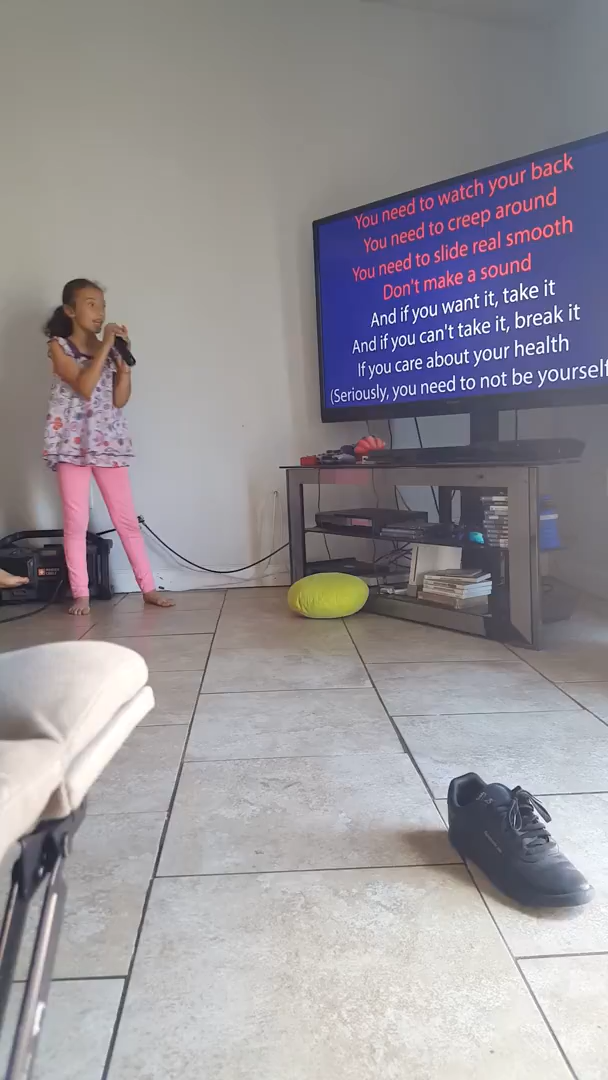 You need to watch your back
You need to creep around
You need to slide real smooth
Don't make a sound
And if you want it, take it
And if you can't take it, break it
If you care about your health
(Seriously, you need to not be yourself